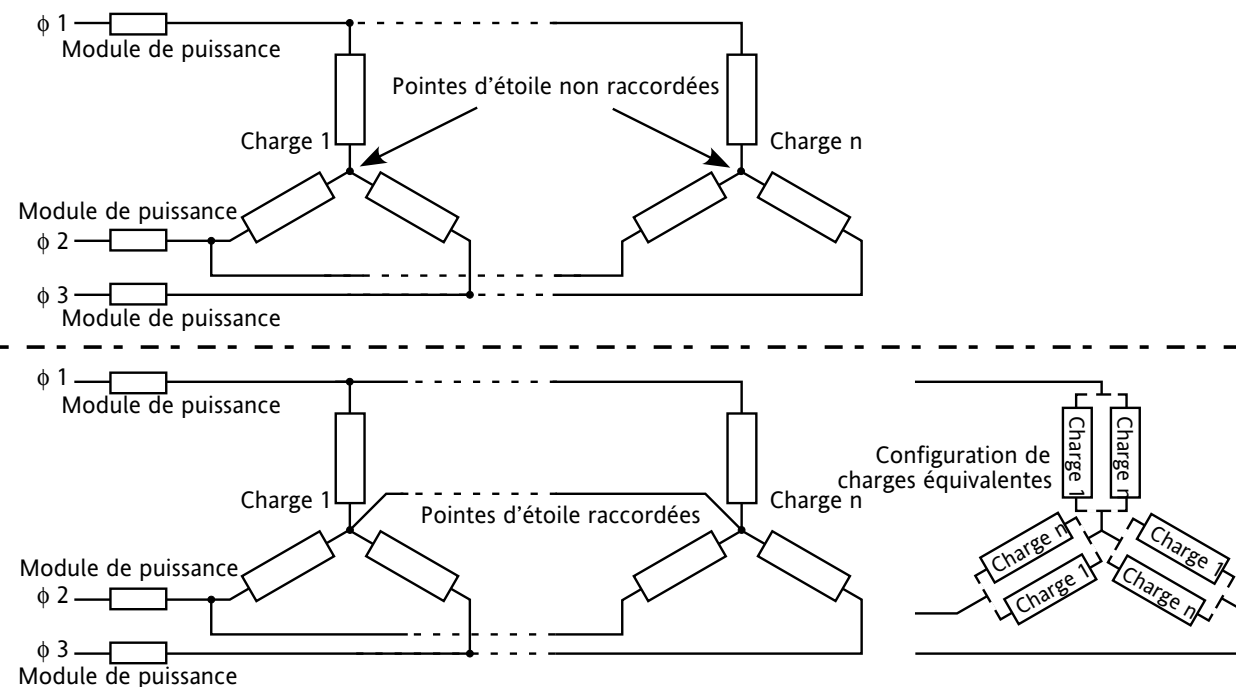 ϕ 1
Module de puissance
Pointes d'étoile non raccordées
Charge 1
Charge n
Module de puissance
ϕ 2
ϕ 3
Module de puissance
ϕ 1
Module de puissance
Charge 1
Pointes d'étoile raccordées
Charge n
Module de puissance
ϕ 2
ϕ 3
Module de puissance
Configuration de
charges équivalentes
Charge 1
Charge n
Charge n
Charge 1
Charge 1
Charge n